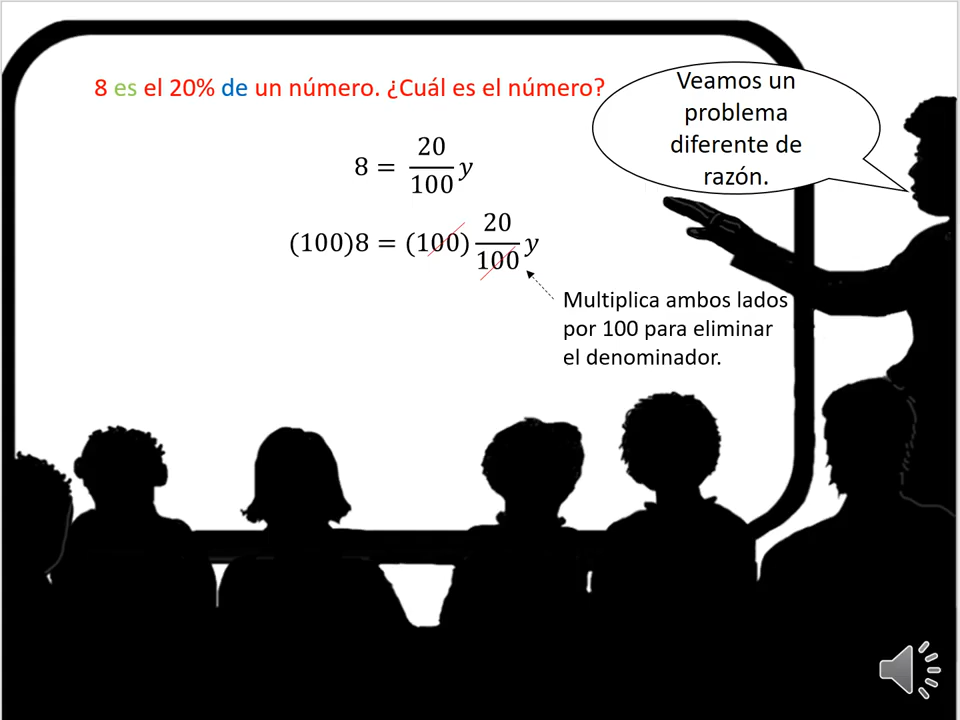 8 es el 20% de un número. ¿Cuál es el número?
Veamos un
problema
diferente de
razón.
8 = 20/100 y
(100)8 = (100) 20/100 y
Multiplica ambos lados
por 100 para eliminar
el denominador.